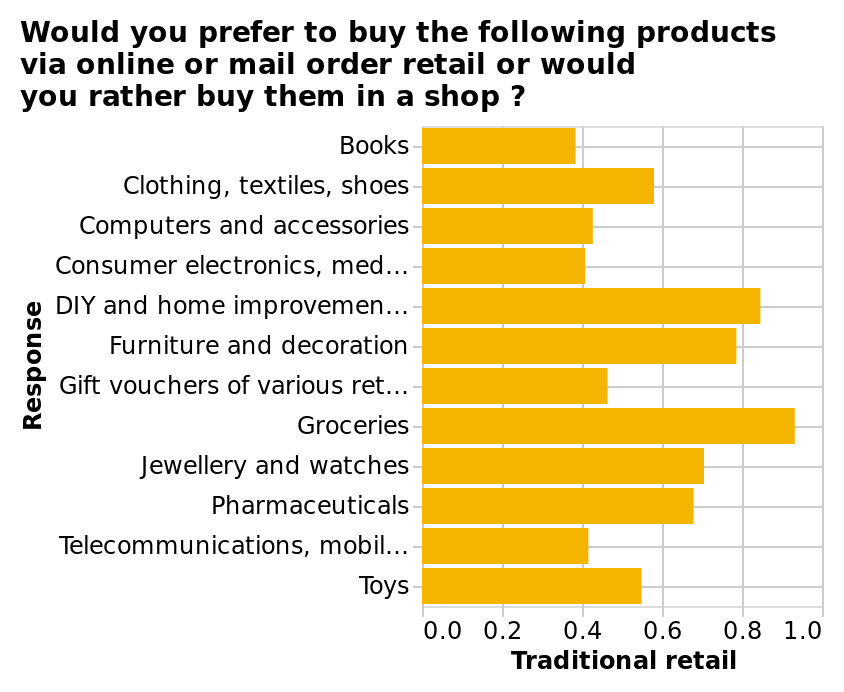 Would you prefer to buy the following products
via online or mail order retail or would
you rather buy them in a shop ?
Response
Books
Clothing, textiles, shoes
Computers and accessories
Consumer electronics, med…
DIY and home improvemen…
Furniture and decoration
Gift vouchers of various ret…
Groceries
Jewellery and watches
Pharmaceuticals
Telecommunications, mobil…
Toys
0.0 0.2 0.4 0.6 0.8 1.0
Traditional retail